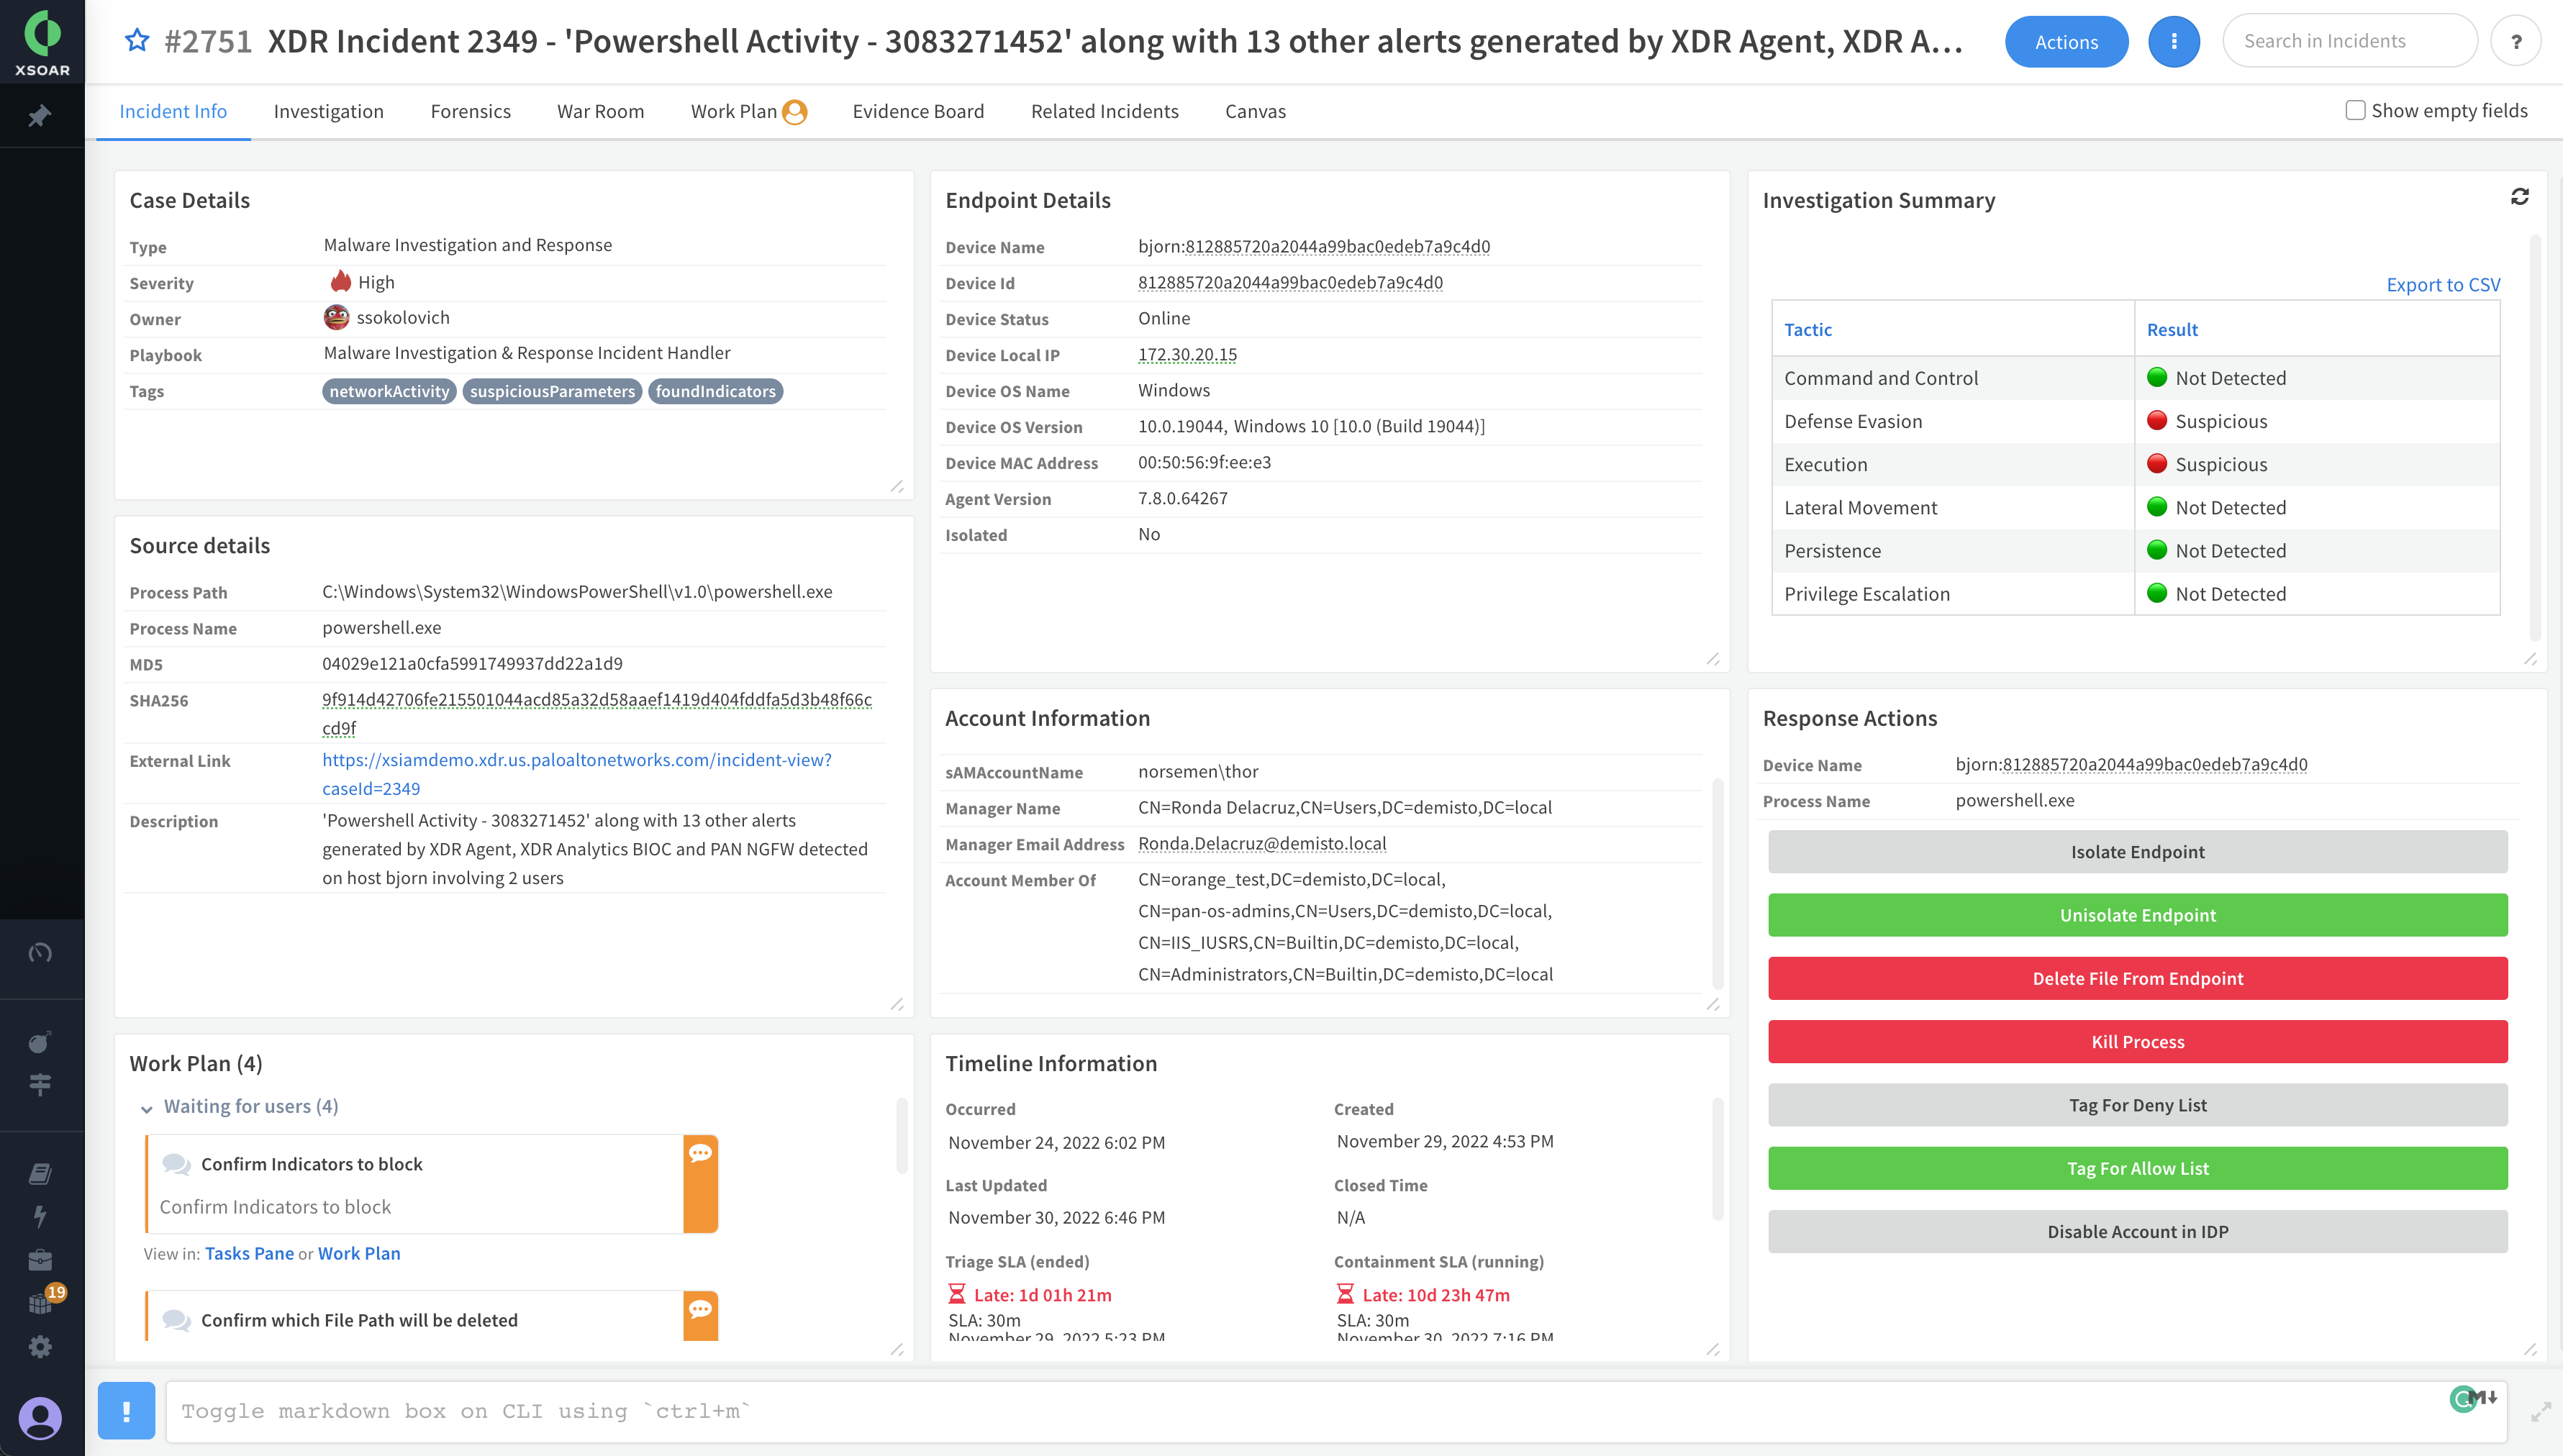 XSOAR
#2751 XDR Incident 2349 - 'Powershell Activity - 3083271452' along with 13 other alerts generated by XDR Agent, XDR A...
Actions
Search in Incidents
?
Incident Info
Investigation
Forensics
War Room
Work Plan
Evidence Board
Related Incidents
Canvas
Show empty fields
Case Details
Type Malware Investigation and Response
Severity High
Owner ssokolovich
Playbook Malware Investigation & Response Incident Handler
Tags networkActivity suspiciousParameters foundIndicators
Source details
Process Path C:\Windows\System32\WindowsPowerShell\v1.0\powershell.exe
Process Name powershell.exe
MD5 04029e121a0cfa5991749937dd22a1d9
SHA256 9f914d42706fe215501044acd85a32d58aaef1419d404fddfa5d3b48f66c
cd9f
External Link https://xsiamdemo.xdr.us.paloaltonetworks.com/incident-view?
caseId=2349
Description 'Powershell Activity - 3083271452' along with 13 other alerts
generated by XDR Agent, XDR Analytics BIOC and PAN NGFW detected
on host bjorn involving 2 users
Work Plan (4)
Waiting for users (4)
Confirm Indicators to block
Confirm Indicators to block
View in: Tasks Pane or Work Plan
Confirm which File Path will be deleted
Endpoint Details
Device Name bjorn:812885720a2044a99bac0edeb7a9c4d0
Device Id 812885720a2044a99bac0edeb7a9c4d0
Device Status Online
Device Local IP 172.30.20.15
Device OS Name Windows
Device OS Version 10.0.19044, Windows 10 [10.0 (Build 19044)]
Device MAC Address 00:50:56:9f:ee:e3
Agent Version 7.8.0.64267
Isolated No
Account Information
sAMAccountName norsemen\thor
Manager Name CN=Ronda Delacruz,CN=Users,DC=demisto,DC=local
Manager Email Address Ronda.Delacruz@demisto.local
Account Member Of CN=orange_test,DC=demisto,DC=local,
CN=pan-os-admins,CN=Users,DC=demisto,DC=local,
CN=IIS_IUSRS,CN=Builtin,DC=demisto,DC=local,
CN=Administrators,CN=Builtin,DC=demisto,DC=local
Timeline Information
Occurred Created
November 24, 2022 6:02 PM November 29, 2022 4:53 PM
Last Updated Closed Time
November 30, 2022 6:46 PM N/A
Triage SLA (ended) Containment SLA (running)
Late: 1d 01h 21m Late: 10d 23h 47m
SLA: 30m SLA: 30m
November 29, 2022 5:23 PM November 30, 2022 7:16 PM
Investigation Summary
Export to CSV
Tactic Result
Command and Control Not Detected
Defense Evasion Suspicious
Execution Suspicious
Lateral Movement Not Detected
Persistence Not Detected
Privilege Escalation Not Detected
Response Actions
Device Name bjorn:812885720a2044a99bac0edeb7a9c4d0
Process Name powershell.exe
Isolate Endpoint
Unisolate Endpoint
Delete File From Endpoint
Kill Process
Tag For Deny List
Tag For Allow List
Disable Account in IDP
19
!
Toggle markdown box on CLI using `ctrl+m`
M